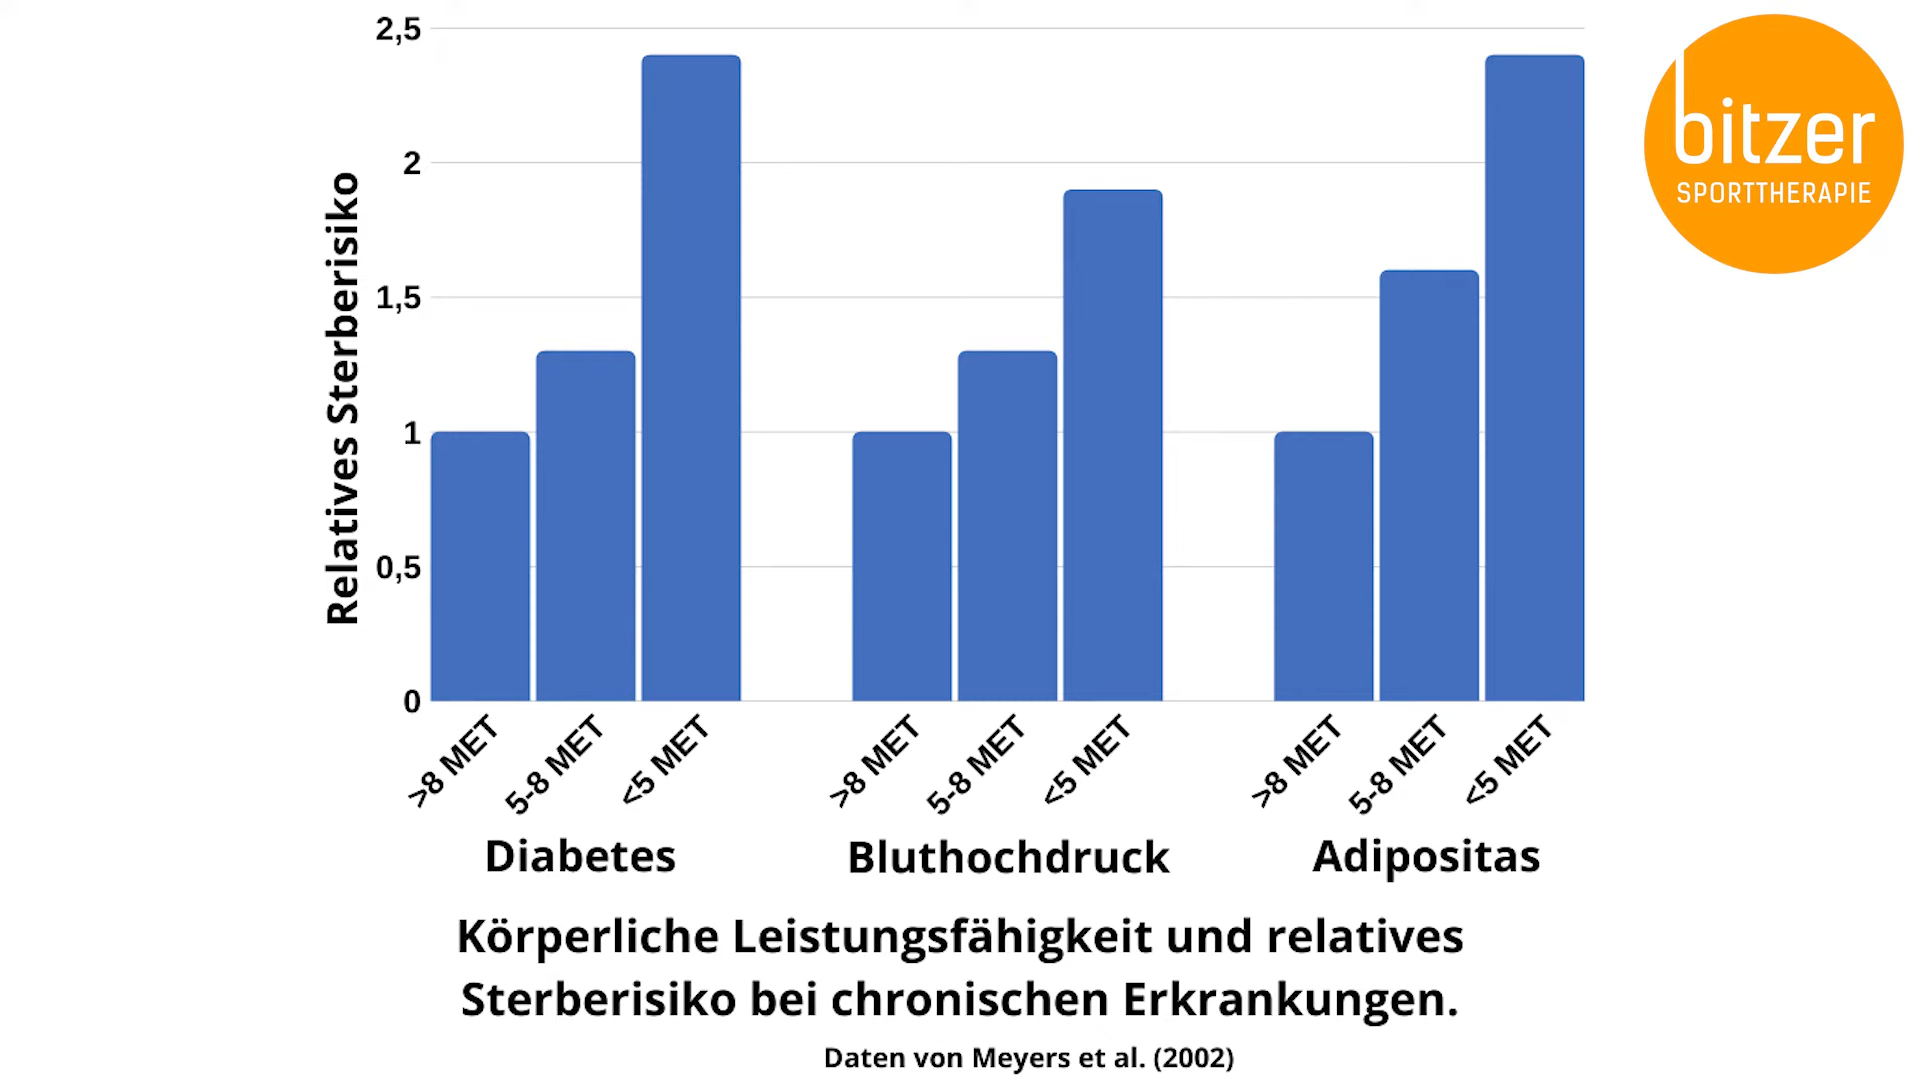 2,5
2
1,5
1
0,5
0
Relatives Sterberisiko
>8 MET
5-8 MET
<5 MET
>8 MET
5-8 MET
<5 MET
>8 MET
5-8 MET
<5 MET
Diabetes
Bluthochdruck
Adipositas
Körperliche Leistungsfähigkeit und relatives
Sterberisiko bei chronischen Erkrankungen.
Daten von Meyers et al. (2002)
bitzer
SPORTTHERAPIE